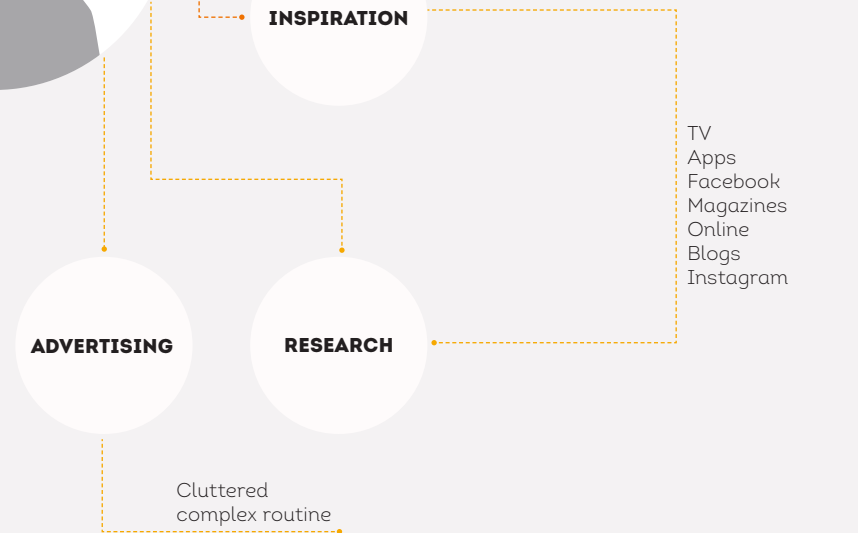 INSPIRATION
TV
Apps
Facebook
Magazines
Online
Blogs
Instagram
ADVERTISING
RESEARCH
Cluttered
complex routine